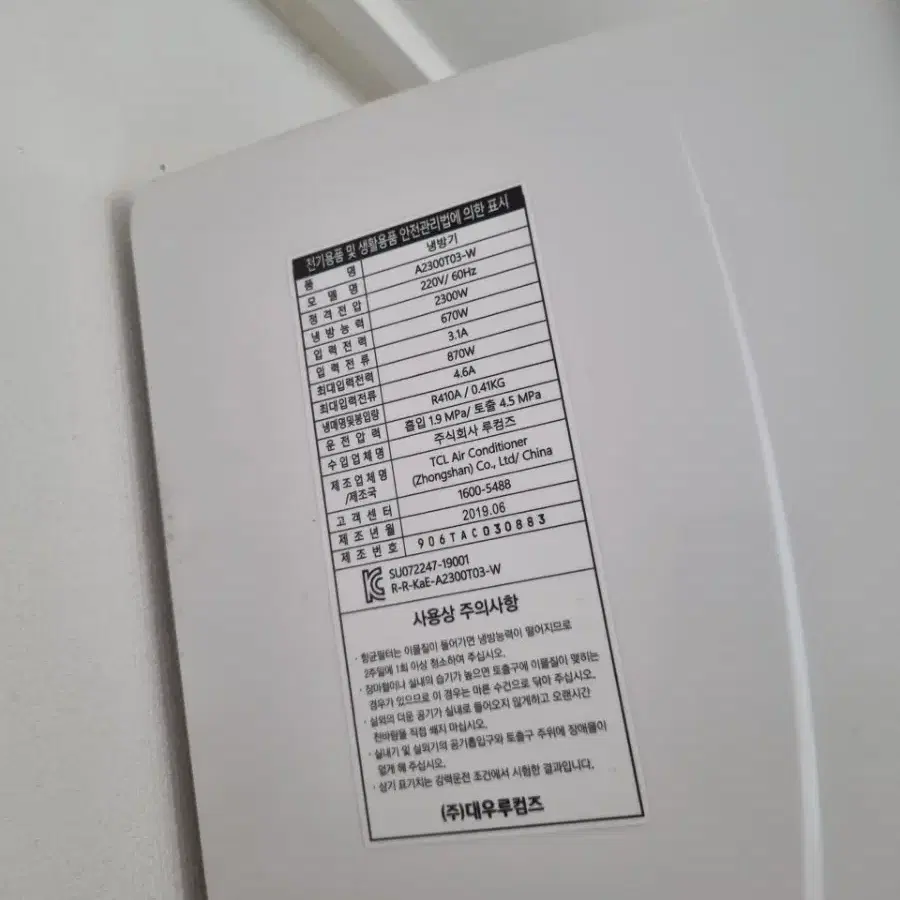 전기용품 및 생활용품 안전관리법에 의한 표시
품 명 냉방기
모 델 명 A2300T03-W
정 격 전 압 220V/ 60Hz
냉 방 능 력 2300W
입 력 전 력 670W
입 력 전 류 3.1A
최대입력전력 870W
최대입력전류 4.6A
냉매명및봉입량 R410A / 0.41KG
운 전 압 력 흡입 1.9 MPa/ 토출 4.5 MPa
수 입 업 체 명 주식회사 루컴즈
제 조 업 체 명 TCL Air Conditioner
/제조국 (Zhongshan) Co., Ltd/ China
고 객 센 터 1600-5488
제 조 년 월 2019.06
제 조 번 호 906TAC030883
SU072247-19001
R-R-KaE-A2300T03-W
사용상 주의사항
· 항균필터는 이물질이 들어가면 냉방능력이 떨어지므로
2주일에 1회 이상 청소하여 주십시오.
· 장마철이나 실내의 습기가 높으면 토출구에 이물질이 맺히는
경우가 있으므로 이 경우는 마른 수건으로 닦아 주십시오.
· 실외의 더운 공기가 실내로 들어오지 않게하고 오랜시간
찬바람을 직접 쐐지 마십시오.
· 실내기 및 실외기의 공기흡입구와 토출구 주위에 장애물이
없게 해 주십시오.
· 상기 표기치는 강력운전 조건에서 시험한 결과입니다.
(주)대우루컴즈